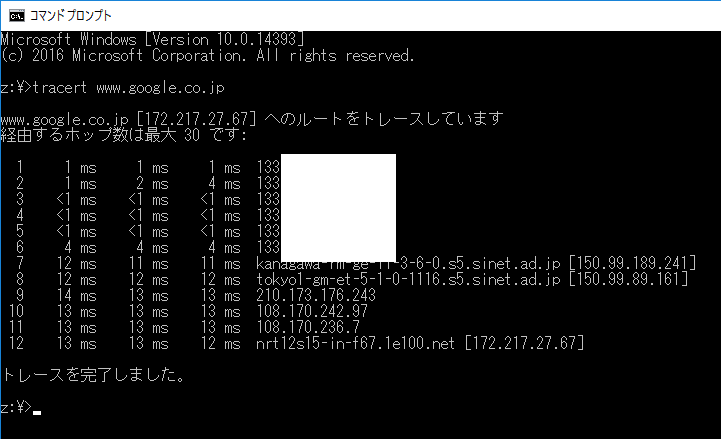 コマンドプロンプト
Microsoft Windows [Version 10.0.14393]
(c) 2016 Microsoft Corporation. All rights reserved.
z:¥>tracert www.google.co.jp
www.google.co.jp [172.217.27.67] へのルートをトレースしています
経由するホップ数は最大 30 です:
1 1 ms 1 ms 1 ms 133
2 1 ms 2 ms 4 ms 133
3 <1 ms <1 ms <1 ms 133
4 <1 ms <1 ms <1 ms 133
5 <1 ms <1 ms <1 ms 133
6 4 ms 4 ms 4 ms 133
7 12 ms 11 ms 11 ms kanagawa-rm-ge-11-3-6-0.s5.sinet.ad.jp [150.99.189.241]
8 12 ms 12 ms 12 ms tokyo1-gm-et-5-1-0-1116.s5.sinet.ad.jp [150.99.89.161]
9 14 ms 13 ms 13 ms 210.173.176.243
10 13 ms 13 ms 13 ms 108.170.242.97
11 13 ms 13 ms 13 ms 108.170.236.7
12 13 ms 13 ms 12 ms nrt12s15-in-f67.1e100.net [172.217.27.67]
トレースを完了しました。
z:¥>